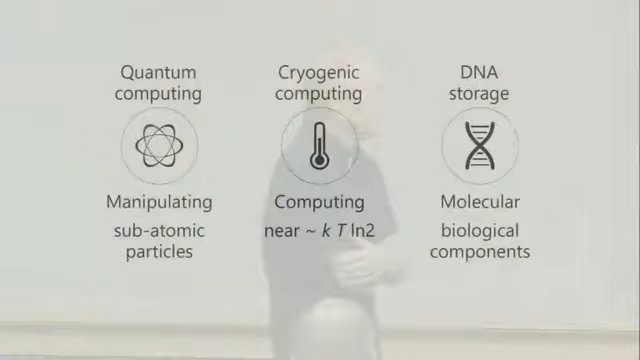 Quantum
computing
Manipulating
sub-atomic
particles
Cryogenic
computing
Computing
near ~ k T ln2
DNA
storage
Molecular
biological
components